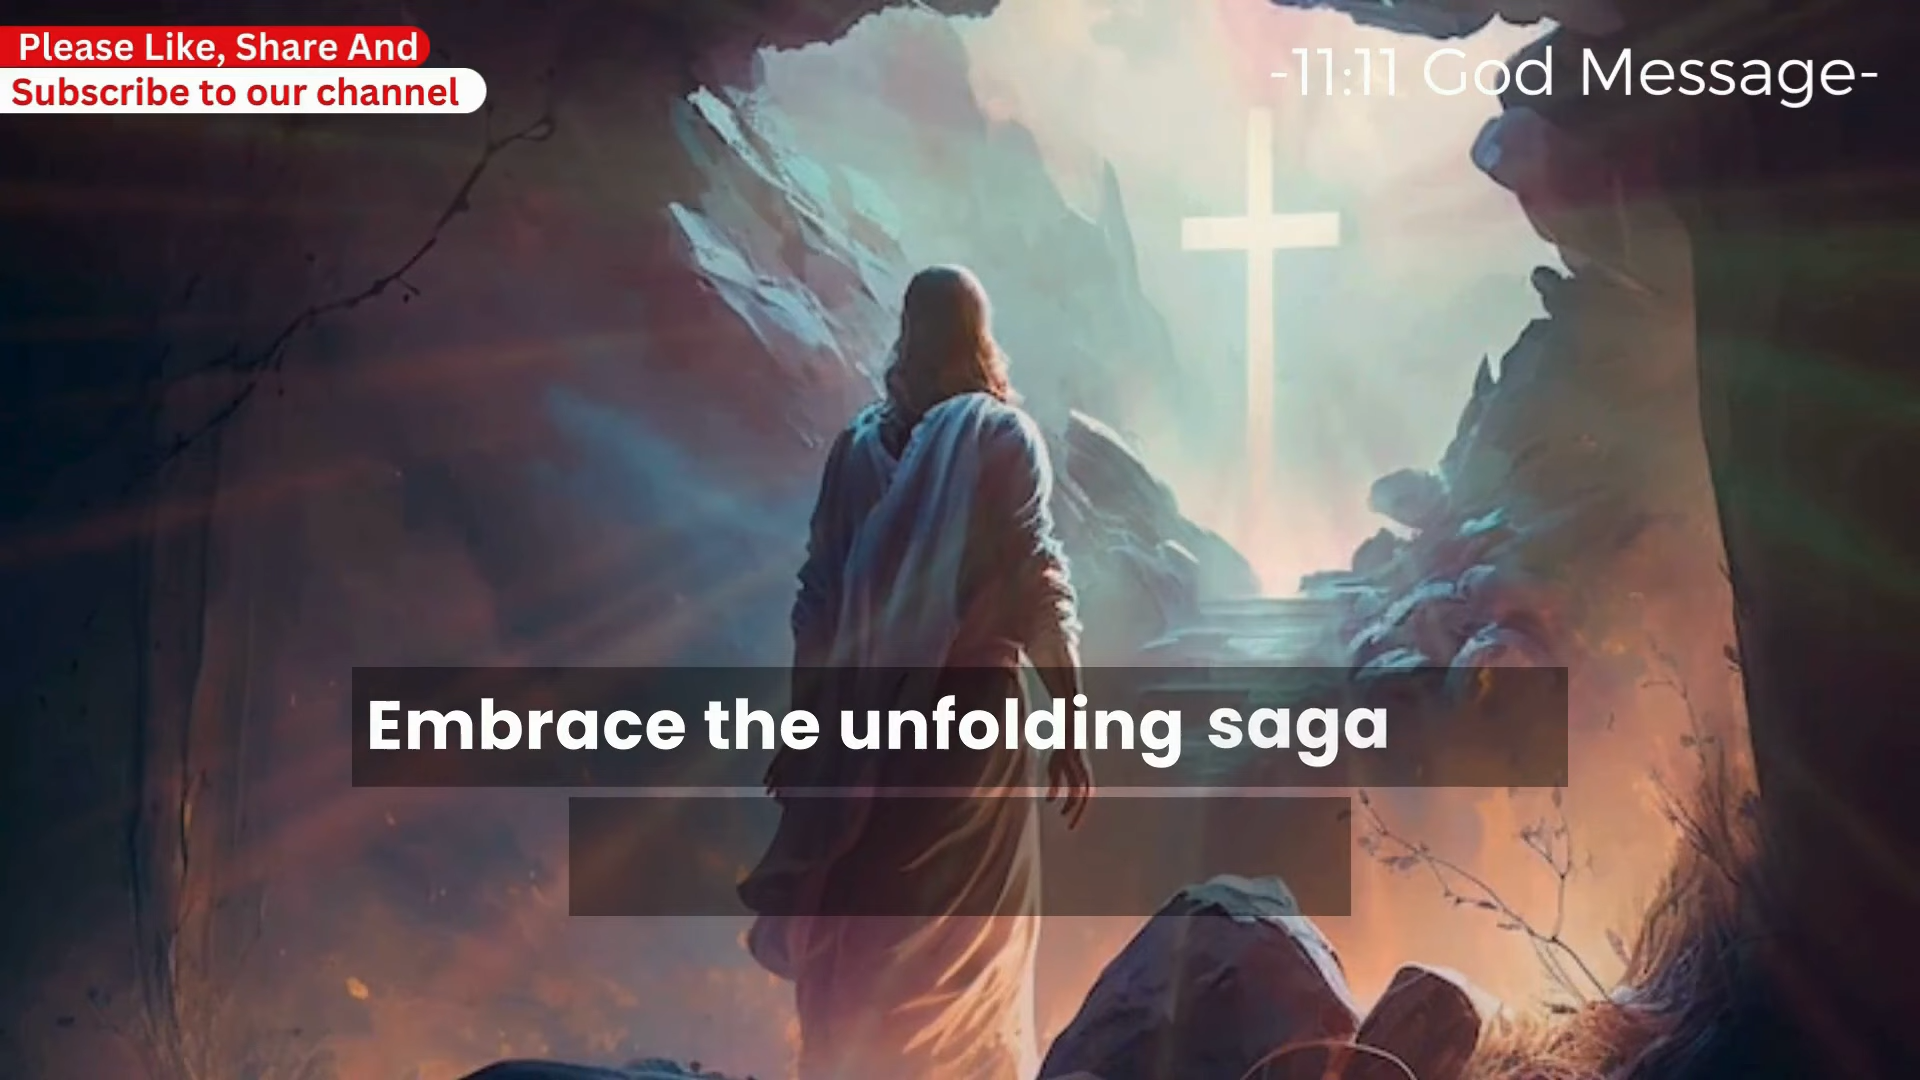 Please Like, Share And
Subscribe to our channel
-11:11 God Message-
Embrace the unfolding saga